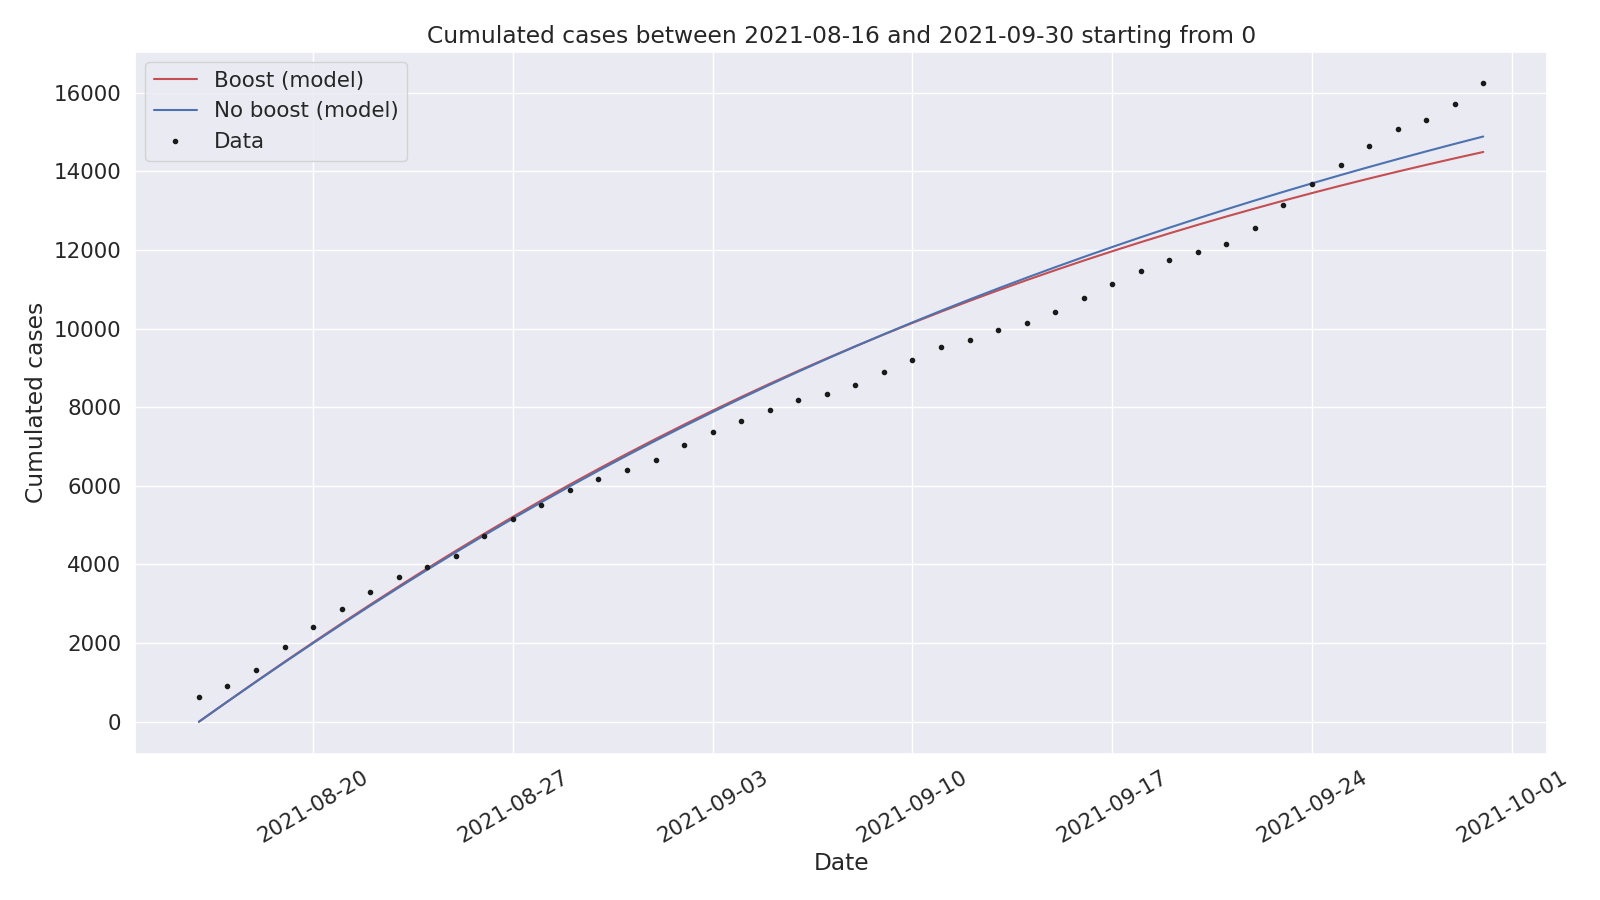 Cumulated cases between 2021-08-16 and 2021-09-30 starting from 0
Boost (model)
No boost (model)
Data
Cumulated cases
16000
14000
12000
10000
8000
6000
4000
2000
0
2021-08-20
2021-08-27
2021-09-03
2021-09-10
2021-09-17
2021-09-24
2021-10-01
Date